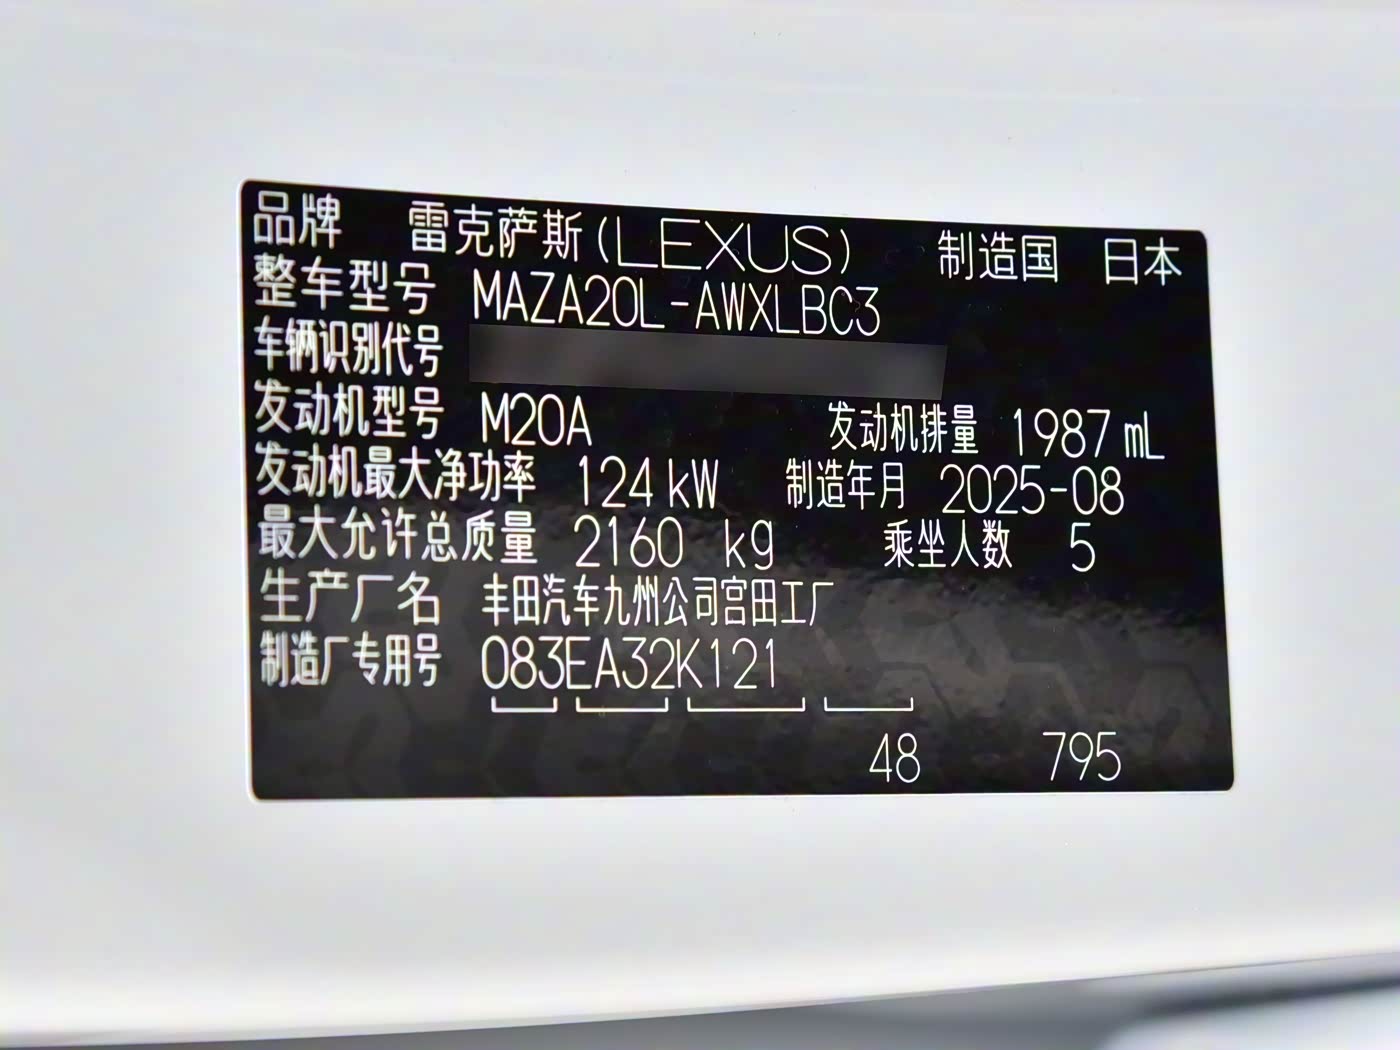 品牌 雷克萨斯(LEXUS) 制造国 日本
整车型号 MAZA20L-AWXLBC3
车辆识别代号
发动机型号 M20A 发动机排量 1987 mL
发动机最大净功率 124 kW 制造年月 2025-08
最大允许总质量 2160 kg 乘坐人数 5
生产厂名 丰田汽车九州公司宫田工厂
制造厂专用号 083EA32K121
48 795